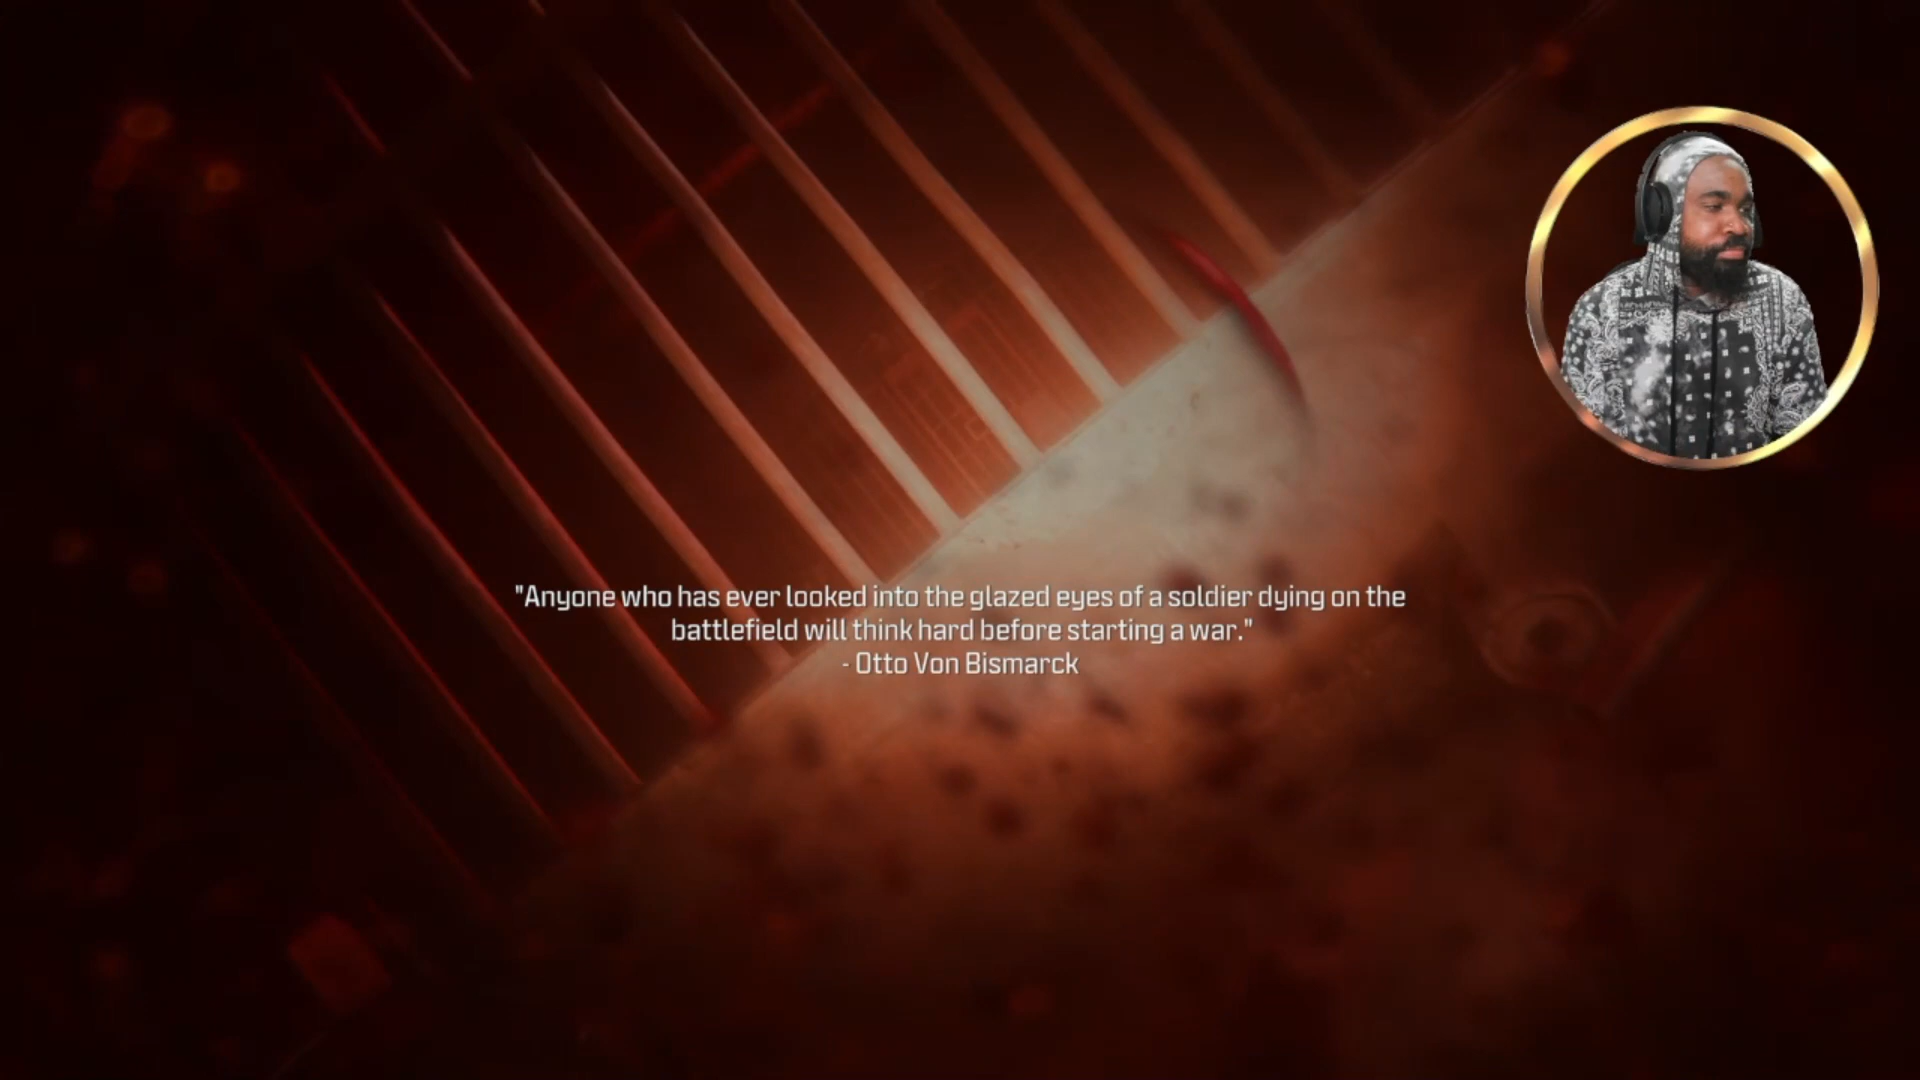 "Anyone who has ever looked into the glazed eyes of a soldier dying on the
battlefield will think hard before starting a war."
- Otto Von Bismarck